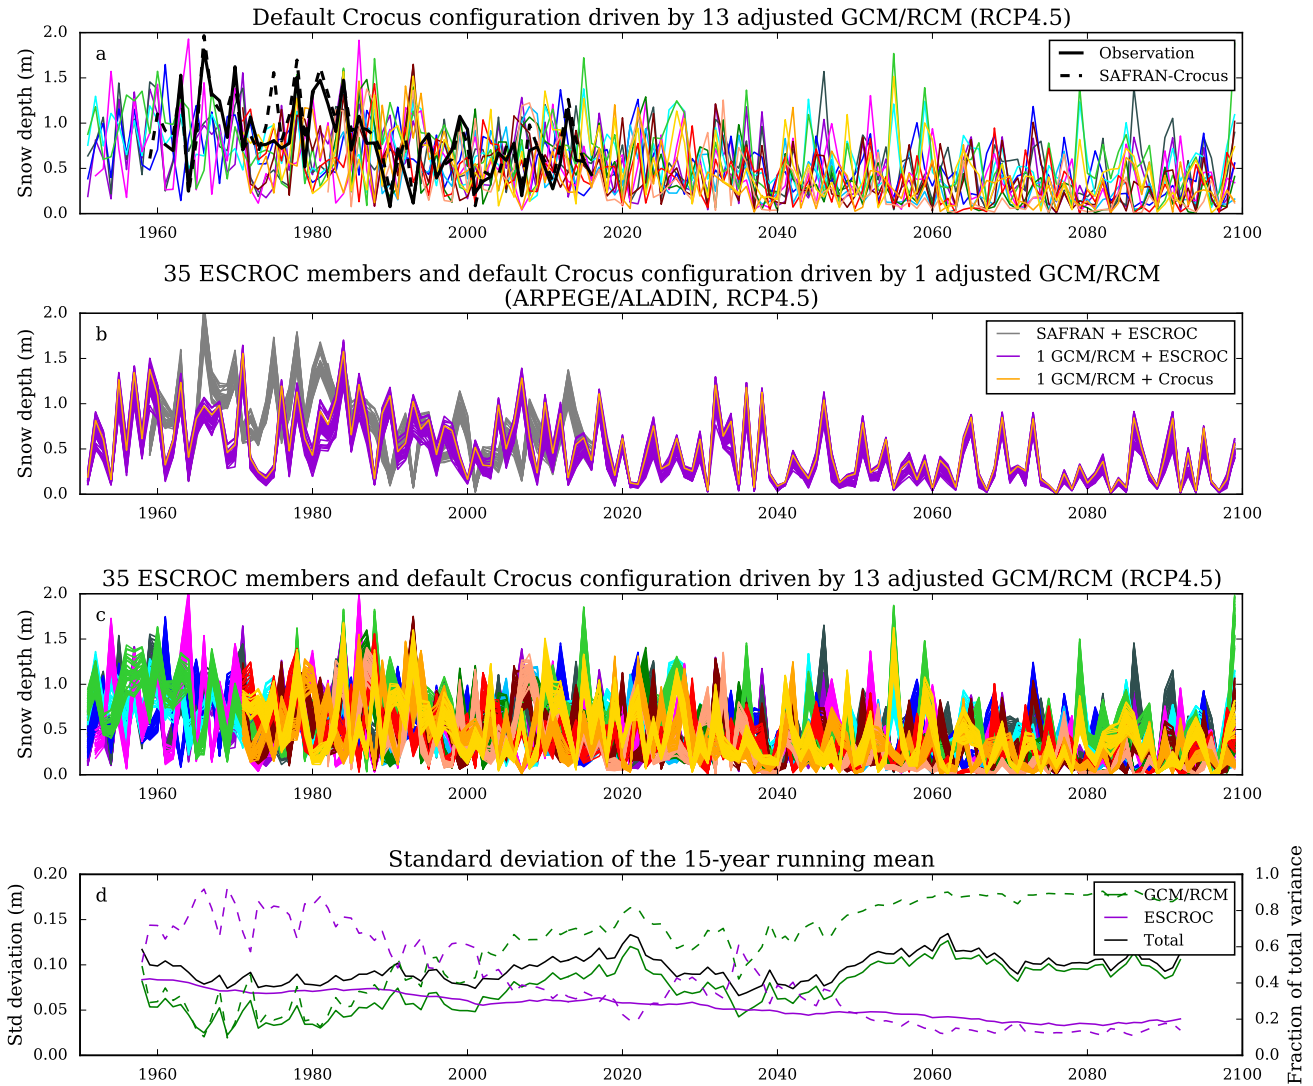 Default Crocus configuration driven by 13 adjusted GCM/RCM (RCP4.5)
2.0
1.5
1.0
0.5
0.0
Snow depth (m)
a
Observation
SAFRAN-Crocus
1960 1980 2000 2020 2040 2060 2080 2100
35 ESCROC members and default Crocus configuration driven by 1 adjusted GCM/RCM
(ARPEGE/ALADIN, RCP4.5)
2.0
1.5
1.0
0.5
0.0
Snow depth (m)
b
SAFRAN + ESCROC
1 GCM/RCM + ESCROC
1 GCM/RCM + Crocus
1960 1980 2000 2020 2040 2060 2080 2100
35 ESCROC members and default Crocus configuration driven by 13 adjusted GCM/RCM (RCP4.5)
2.0
1.5
1.0
0.5
0.0
Snow depth (m)
c
1960 1980 2000 2020 2040 2060 2080 2100
Standard deviation of the 15-year running mean
0.20
0.15
0.10
0.05
0.00
Std deviation (m)
d
GCM/RCM
ESCROC
Total
1.0
0.8
0.6
0.4
0.2
0.0
Fraction of total variance
1960 1980 2000 2020 2040 2060 2080 2100